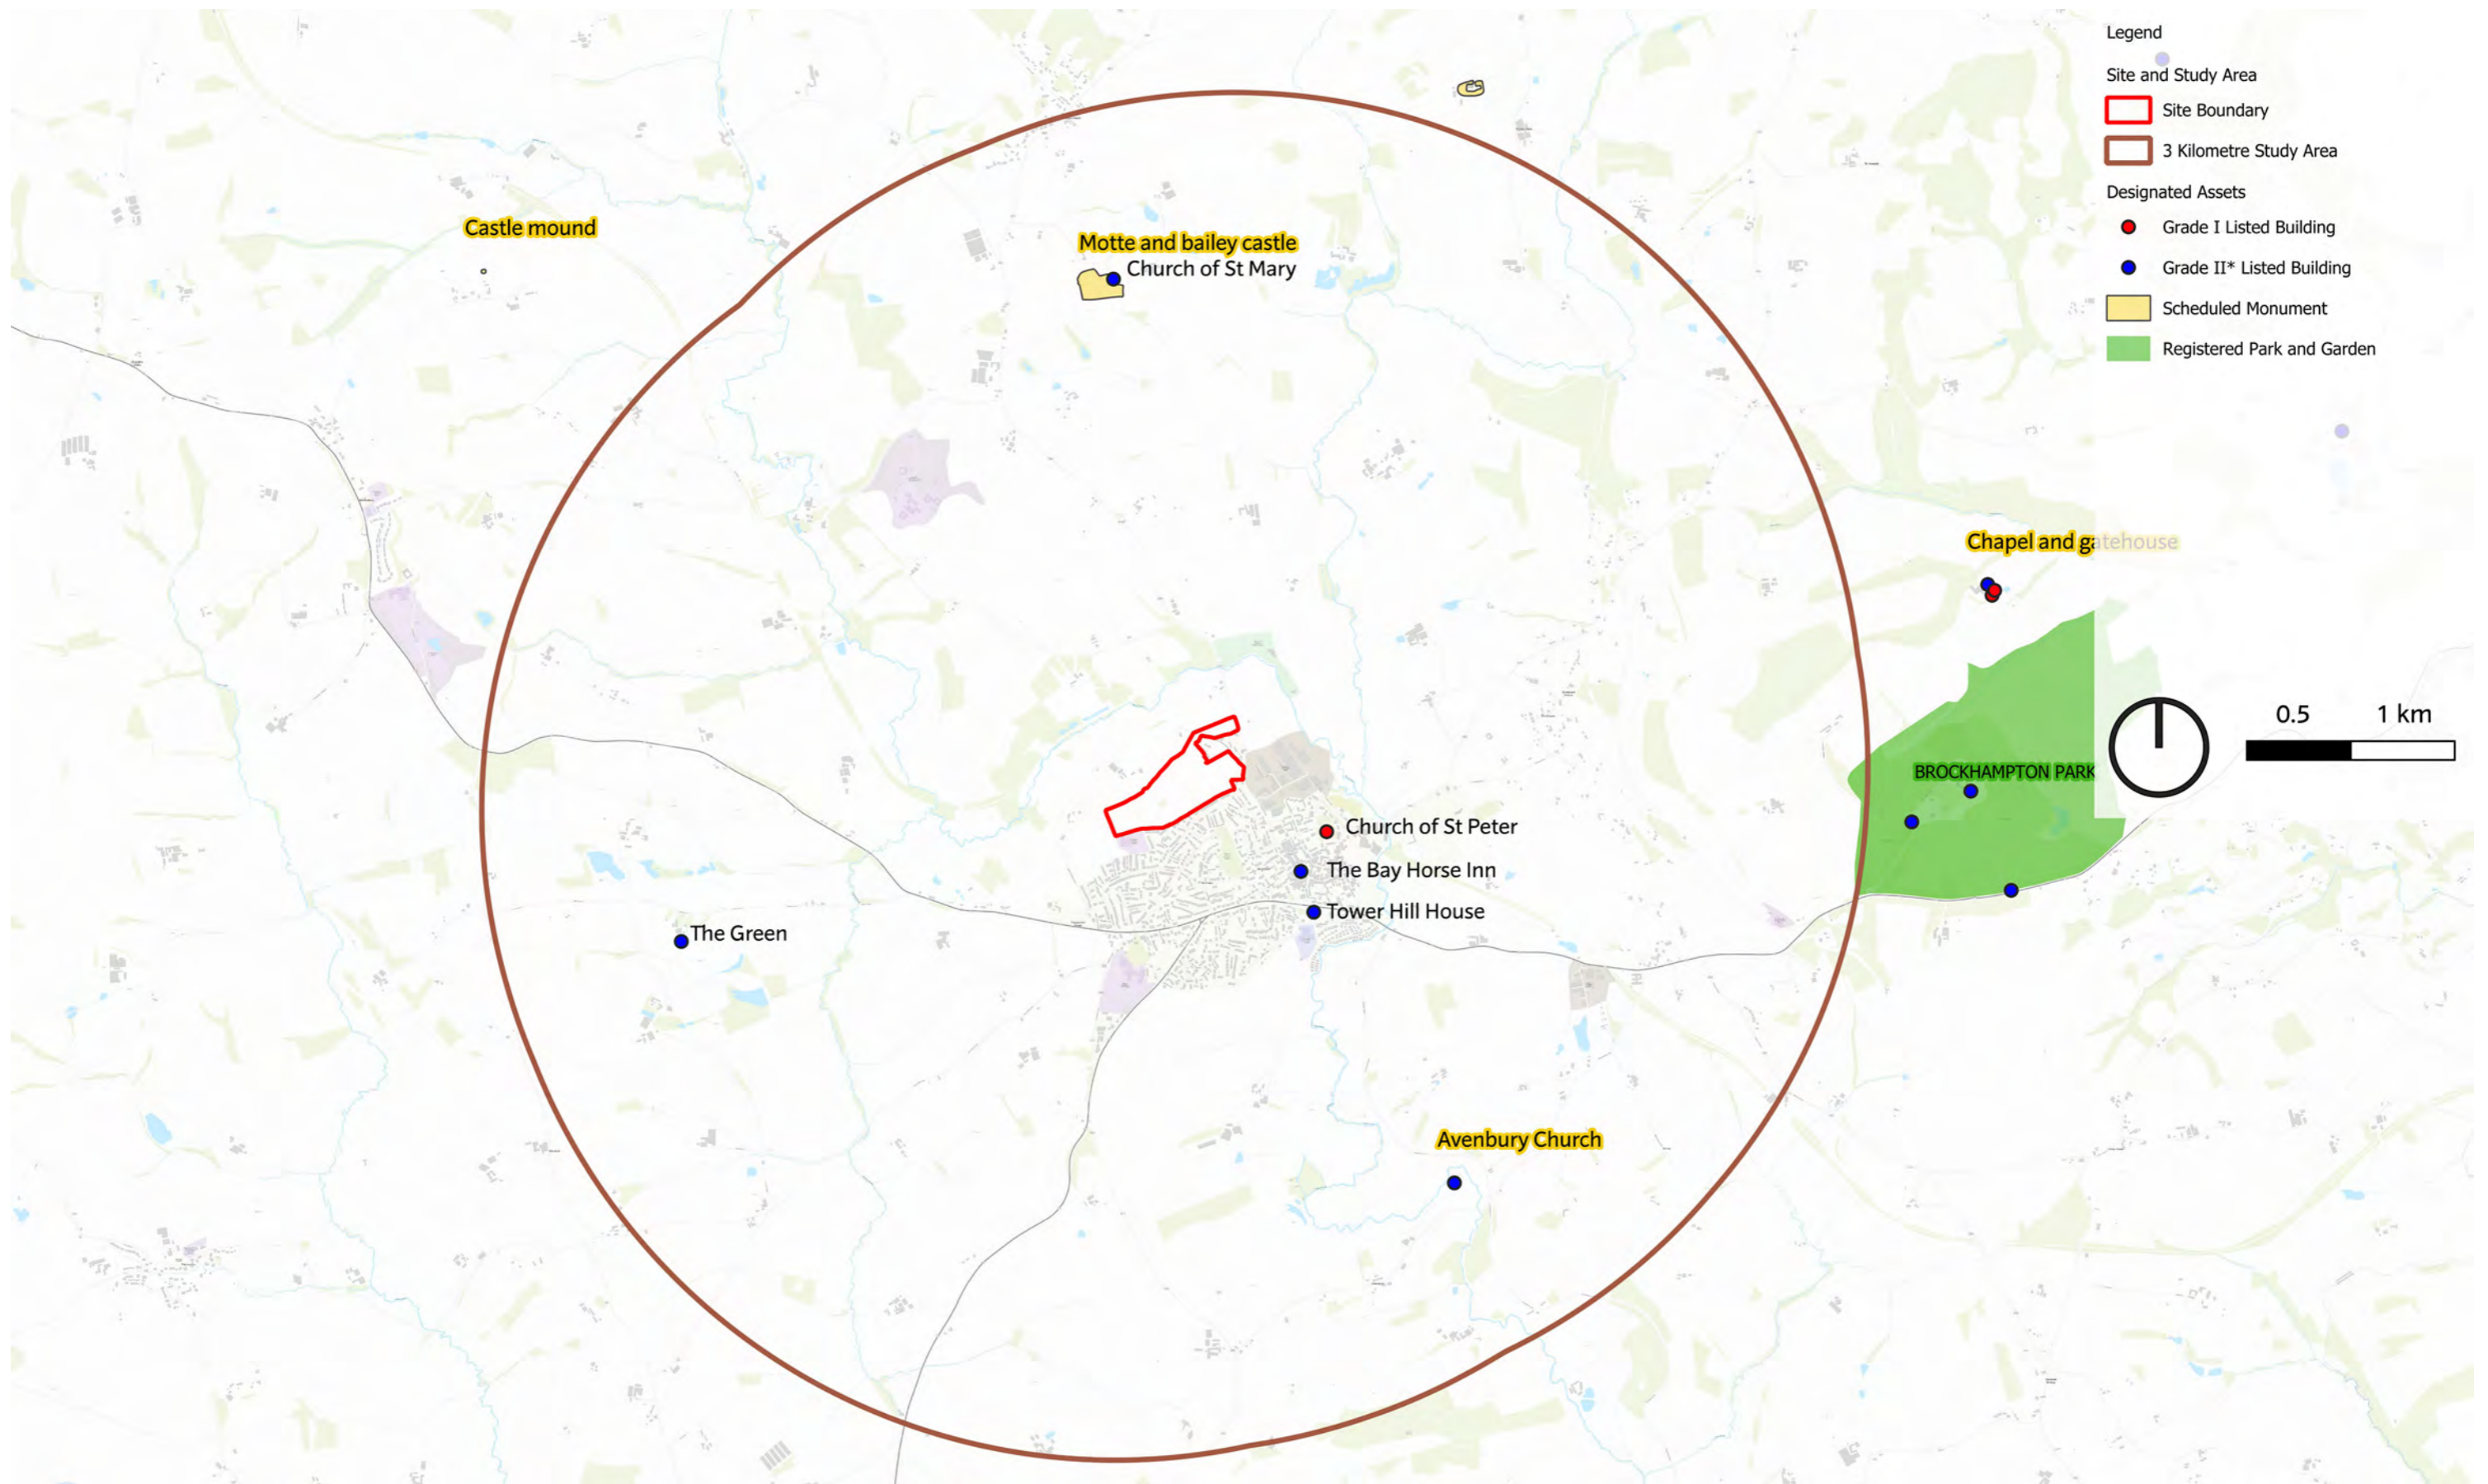 Legend
Site and Study Area
Site Boundary
3 Kilometre Study Area
Designated Assets
Grade I Listed Building
Grade II* Listed Building
Scheduled Monument
Registered Park and Garden
Castle mound
Motte and bailey castle
Church of St Mary
Chapel and gatehouse
0.5 1 km
BROCKHAMPTON PARK
Church of St Peter
The Bay Horse Inn
Tower Hill House
The Green
Avenbury Church